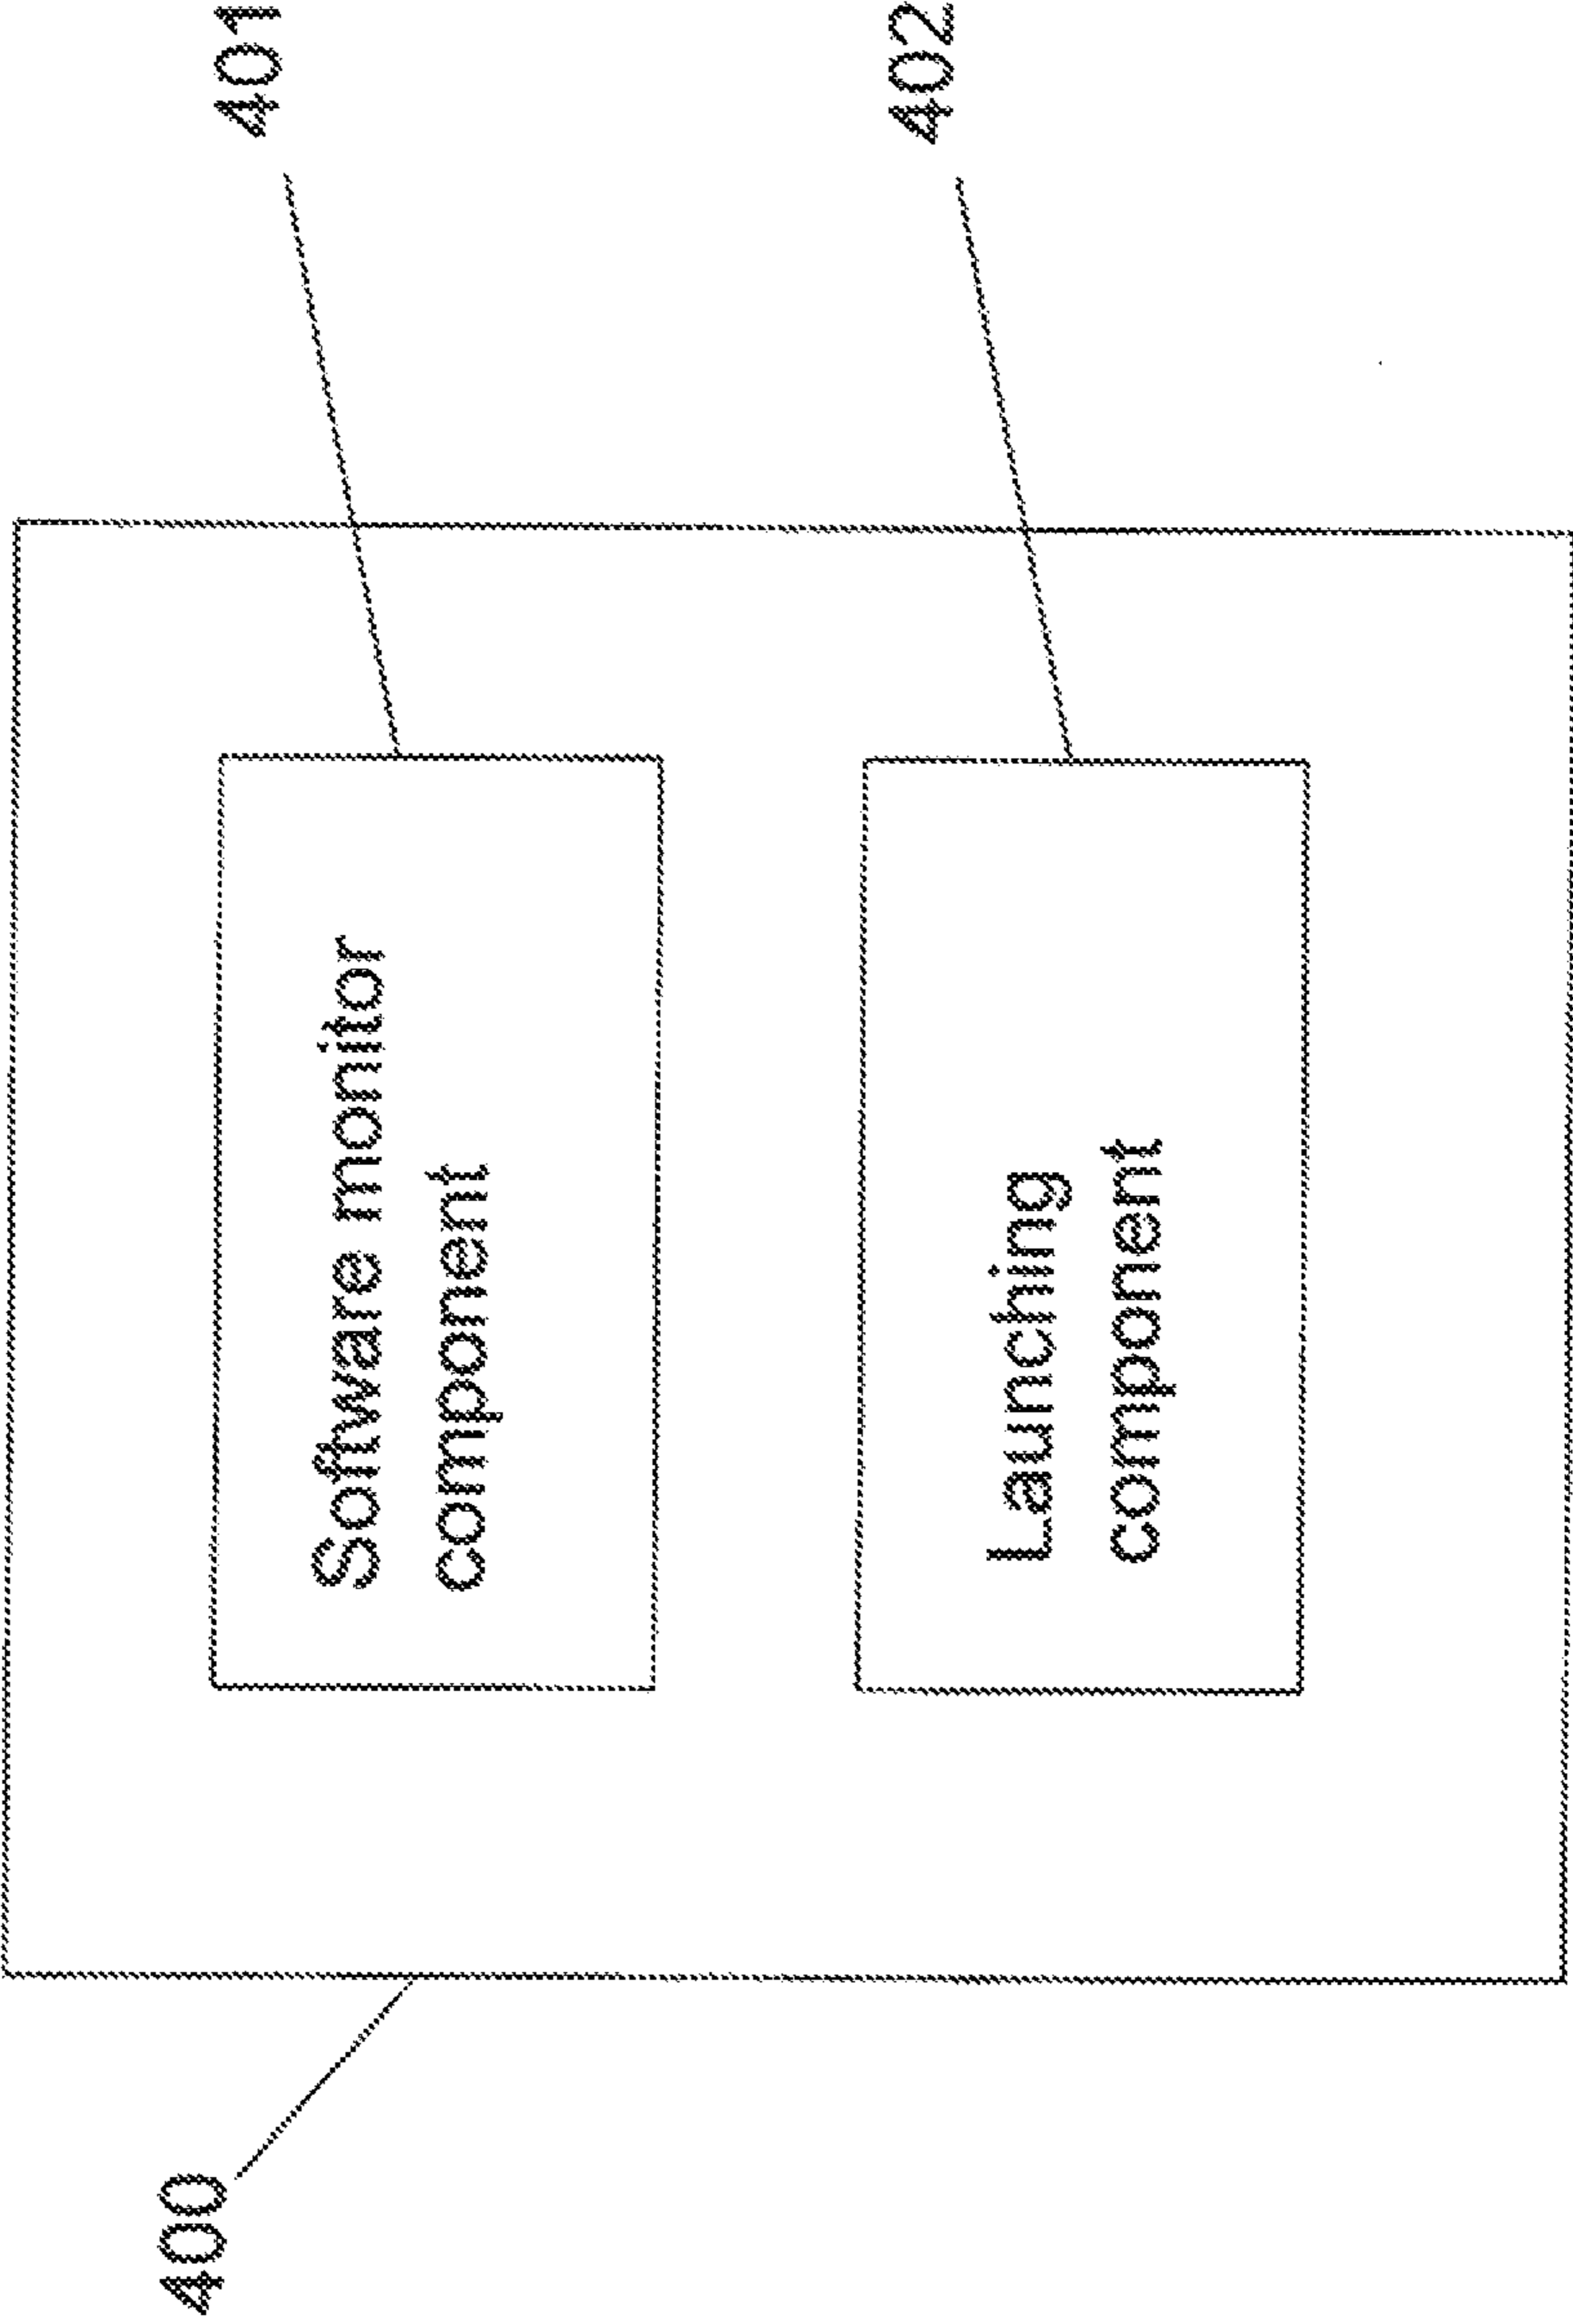 400
401
Software monitor
component
402
Launching
component